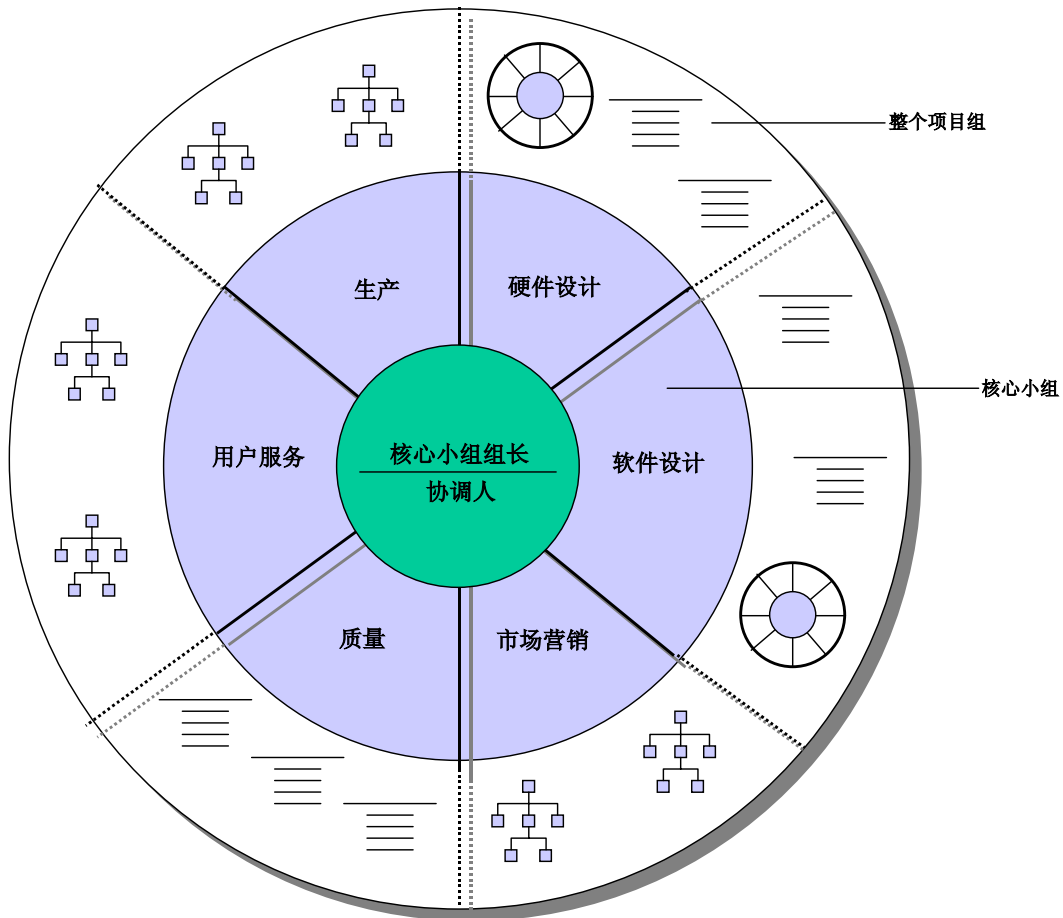 整个项目组
生产
硬件设计
核心小组
用户服务
核心小组组长
协调人
软件设计
质量
市场营销